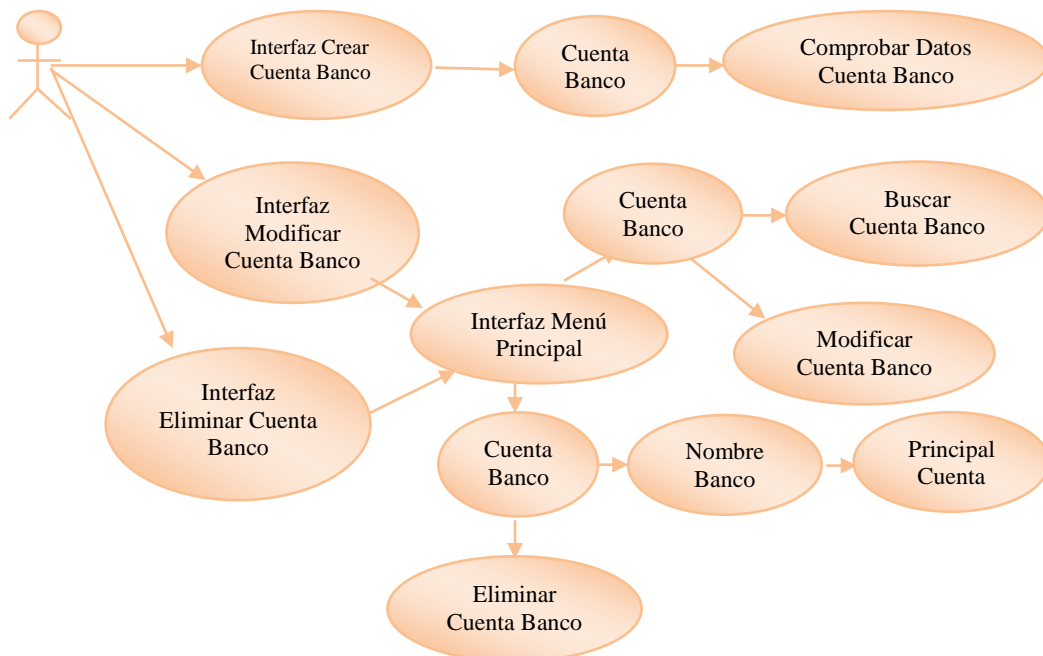 Interfaz Crear
Cuenta Banco
Cuenta
Banco
Comprobar Datos
Cuenta Banco
Interfaz
Modificar
Cuenta Banco
Cuenta
Banco
Buscar
Cuenta Banco
Interfaz Menú
Principal
Modificar
Cuenta Banco
Interfaz
Eliminar Cuenta
Banco
Cuenta
Banco
Nombre
Banco
Principal
Cuenta
Eliminar
Cuenta Banco